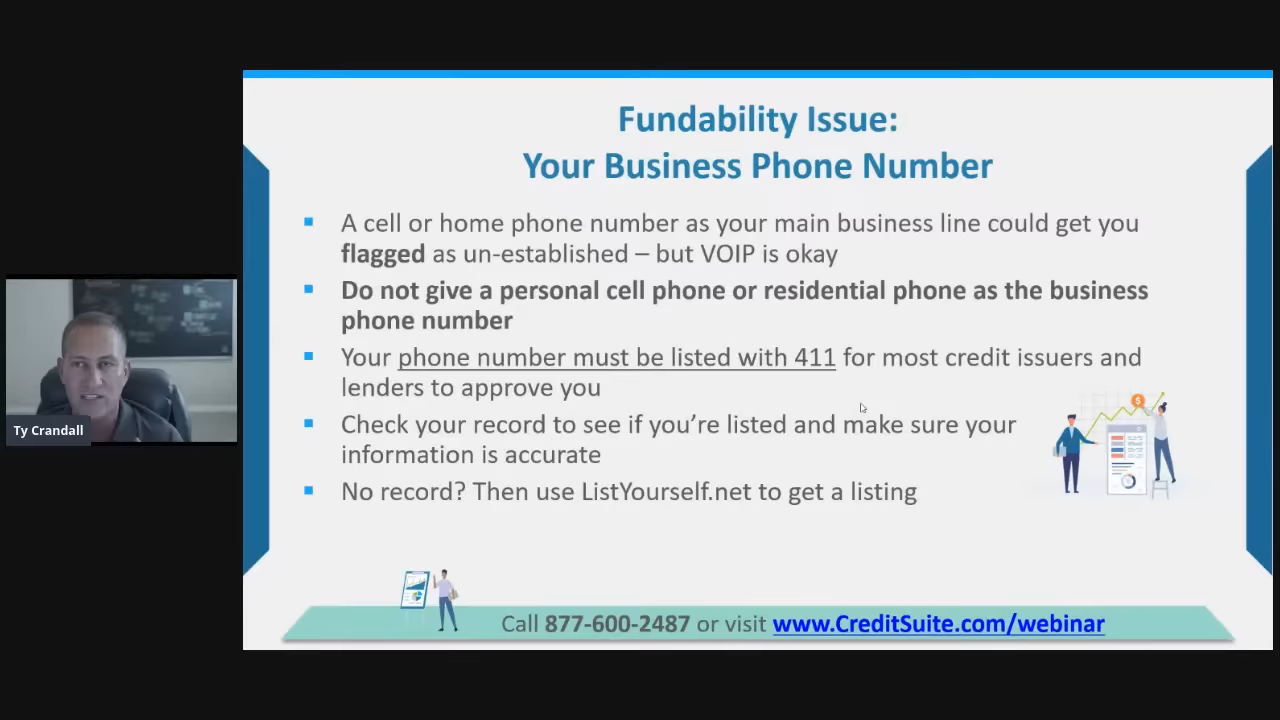 Fundability Issue:
Your Business Phone Number
▪ A cell or home phone number as your main business line could get you
flagged as un-established – but VOIP is okay
▪ Do not give a personal cell phone or residential phone as the business
phone number
▪ Your phone number must be listed with 411 for most credit issuers and
lenders to approve you
▪ Check your record to see if you're listed and make sure your
information is accurate
▪ No record? Then use ListYourself.net to get a listing
Ty Crandall
Call 877-600-2487 or visit www.CreditSuite.com/webinar